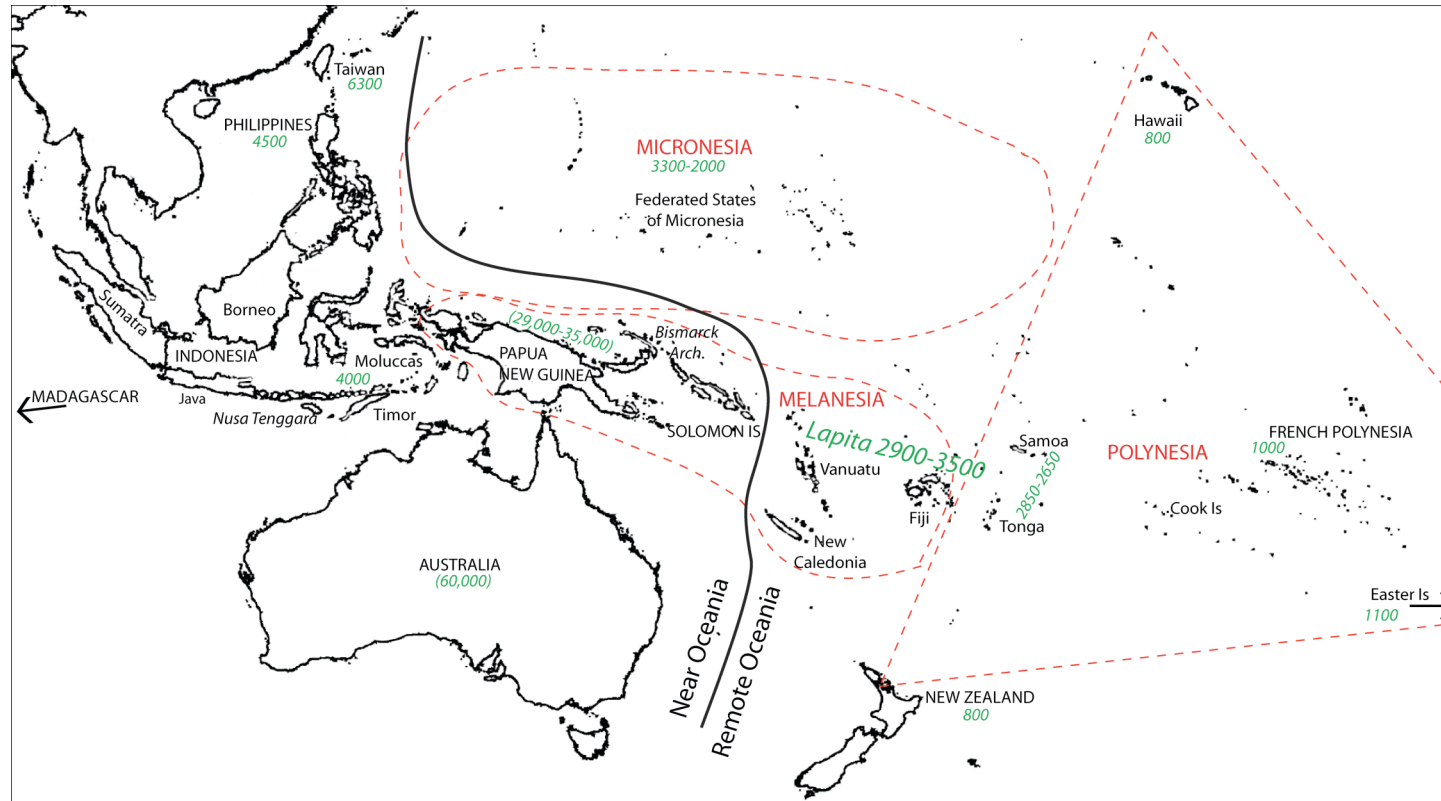 Taiwan
6300
PHILIPPINES
4500
MICRONESIA
3300-2000
Federated States
of Micronesia
Hawaii
800
Sumatra
Borneo
INDONESIA
Moluccas
4000
Java
Nusa Tenggara
Timor
MADAGASCAR
(29,000-35,000)
Bismarck
Arch.
PAPUA
NEW GUINEA
SOLOMON IS
MELANESIA
Lapita 2900-3500
Vanuatu
Fiji
New
Caledonia
Samoa
2850-2650
Tonga
POLYNESIA
FRENCH POLYNESIA
1000
Cook Is
Easter Is
1100
AUSTRALIA
(60,000)
Near Oceania
Remote Oceania
NEW ZEALAND
800